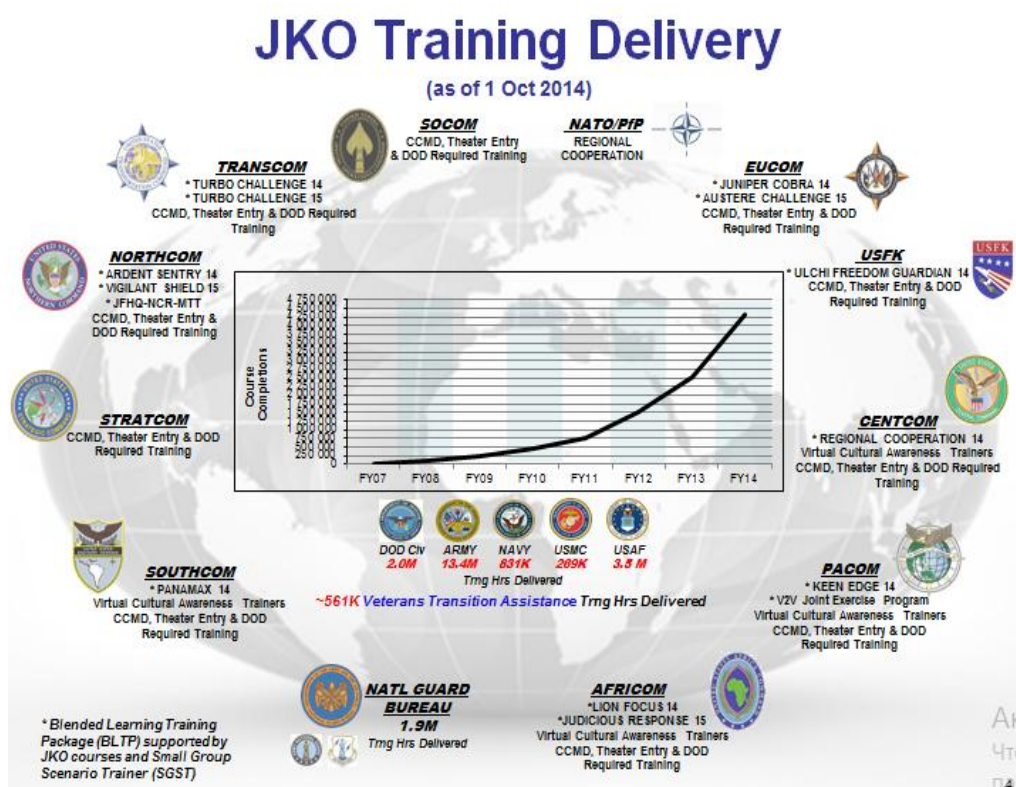 JKO Training Delivery
(as of 1 Oct 2014)
SOCOM
CCMD, Theater Entry
& DOD Required Training
NATO/PfP
REGIONAL
COOPERATION
TRANSCOM
* TURBO CHALLENGE 14
* TURBO CHALLENGE 15
CCMD, Theater Entry & DOD Required
Training
EUCOM
* JUNIPER COBRA 14
* AUSTERE CHALLENGE 15
CCMD, Theater Entry & DOD
Required Training
NORTHCOM
* ARDENT SENTRY 14
* VIGILANT SHIELD 15
* JFHQ-NCR-MTT
CCMD, Theater Entry &
DOD Required Training
USFK
* ULCHI FREEDOM GUARDIAN 14
CCMD, Theater Entry & DOD
Required Training
USFK
STRATCOM
CCMD, Theater Entry & DOD
Required Training
Course
Completions
250 000
0
FY07 FY08 FY09 FY10 FY11 FY12 FY13 FY14
CENTCOM
* REGIONAL COOPERATION 14
Virtual Cultural Awareness Trainers
CCMD, Theater Entry & DOD Required
Training
DOD Civ ARMY NAVY USMC USAF
2.0M 13.4M 831K 269K 3.5 M
Trng Hrs Delivered
~561K Veterans Transition Assistance Trng Hrs Delivered
SOUTHCOM
* PANAMAX 14
Virtual Cultural Awareness Trainers
CCMD, Theater Entry & DOD
Required Training
PACOM
* KEEN EDGE 14
* V2V Joint Exercise Program
Virtual Cultural Awareness Trainers
CCMD, Theater Entry & DOD
Required Training
NATL GUARD
BUREAU
1.9M
Trng Hrs Delivered
AFRICOM
*LION FOCUS 14
*JUDICIOUS RESPONSE 15
Virtual Cultural Awareness Trainers
CCMD, Theater Entry & DOD
Required Training
* Blended Learning Training
Package (BLTP) supported by
JKO courses and Small Group
Scenario Trainer (SGST)
4